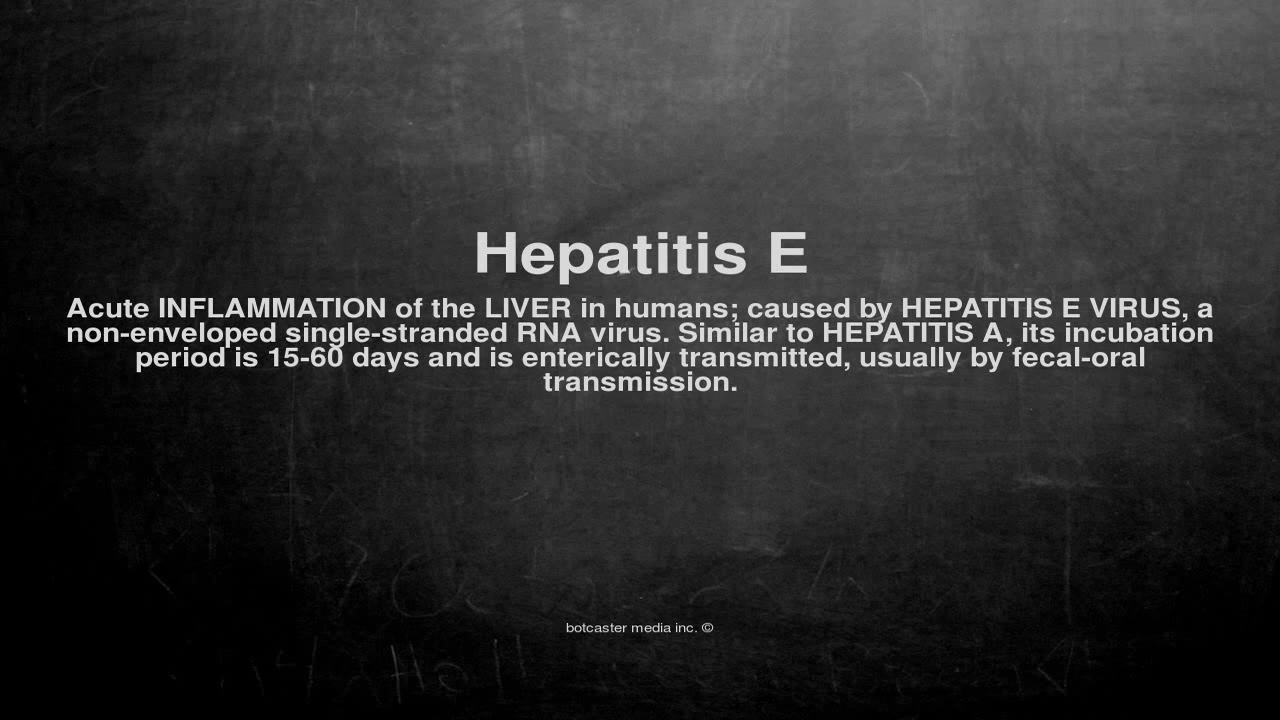 Hepatitis E
Acute INFLAMMATION of the LIVER in humans; caused by HEPATITIS E VIRUS, a
non-enveloped single-stranded RNA virus. Similar to HEPATITIS A, its incubation
period is 15-60 days and is enterically transmitted, usually by fecal-oral
transmission.
botcaster media inc. ©